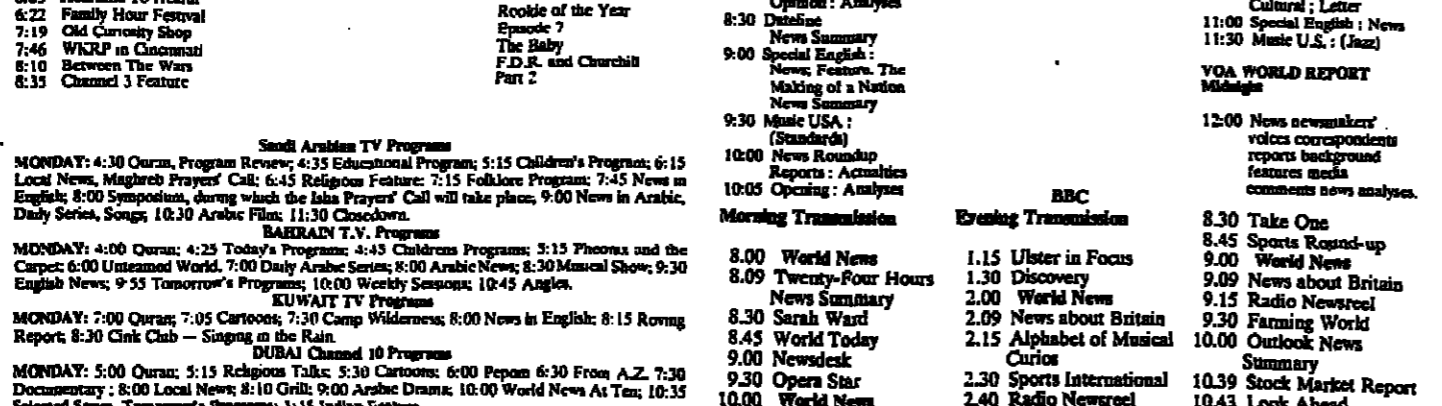 6:22 Family Hour Festival
7:19 Old Curiosity Shop
7:46 WKRP in Cincinnati
8:10 Between The Wars
8:35 Channel 3 Feature
Rookie of the Year
Episode 7
The Baby
F.D.R. and Churchill
Part 2
Saudi Arabian TV Programs
MONDAY: 4:30 Quran, Program Review; 4:35 Educational Program; 5:15 Children's Program; 6:15
Local News, Maghreb Prayers' Call; 6:45 Religious Feature; 7:15 Folklore Program; 7:45 News in
English; 8:00 Symposium, during which the Isha Prayers' Call will take place; 9:00 News in Arabic,
Daily Series, Songs; 10:30 Arabic Film; 11:30 Closedown.
BAHRAIN T.V. Programs
MONDAY: 4:00 Quran; 4:25 Today's Programs; 4:45 Childrens Programs; 5:15 Pheonix and the
Carpet; 6:00 Untamed World, 7:00 Daily Arabic Series; 8:00 Arabic News; 8:30 Musical Show; 9:30
English News; 9:55 Tomorrow's Programs; 10:00 Weekly Sessions; 10:45 Angles.
KUWAIT TV Programs
MONDAY: 7:00 Quran; 7:05 Cartoons; 7:30 Camp Wilderness; 8:00 News in English; 8:15 Roving
Report; 8:30 Cink Club — Singing in the Rain
DUBAI Channel 10 Programs
MONDAY: 5:00 Quran; 5:15 Religious Talks; 5:30 Cartoons; 6:00 Pepom 6:30 From A.Z. 7:30
Documentary : 8:00 Local News; 8:10 Grill; 9:00 Arabic Drama; 10:00 World News At Ten; 10:35
Opinion : Analyses
8:30 Dateline
News Summary
9:00 Special English :
News; Feature. The
Making of a Nation
News Summary
9:30 Music USA :
(Standards)
10:00 News Roundup
Reports : Actualities
10:05 Opening : Analyses
Cultural ; Letter
11:00 Special English ; News
11:30 Music U.S. : (Jazz)
VOA WORLD REPORT
Midnight
12:00 News newsmakers'
voices correspondents
reports background
features media
comments news analyses.
BBC
Morning Transmission
8.00 World News
8.09 Twenty-Four Hours
News Summary
8.30 Sarah Ward
8.45 World Today
9.00 Newsdesk
9.30 Opera Star
10.00 World News
Evening Transmission
1.15 Ulster in Focus
1.30 Discovery
2.00 World News
2.09 News about Britain
2.15 Alphabet of Musical
Curios
2.30 Sports International
2.40 Radio Newsreel
8.30 Take One
8.45 Sports Round-up
9.00 World News
9.09 News about Britain
9.15 Radio Newsreel
9.30 Farming World
10.00 Outlook News
Summary
10.39 Stock Market Report
10.43 Look Ahead